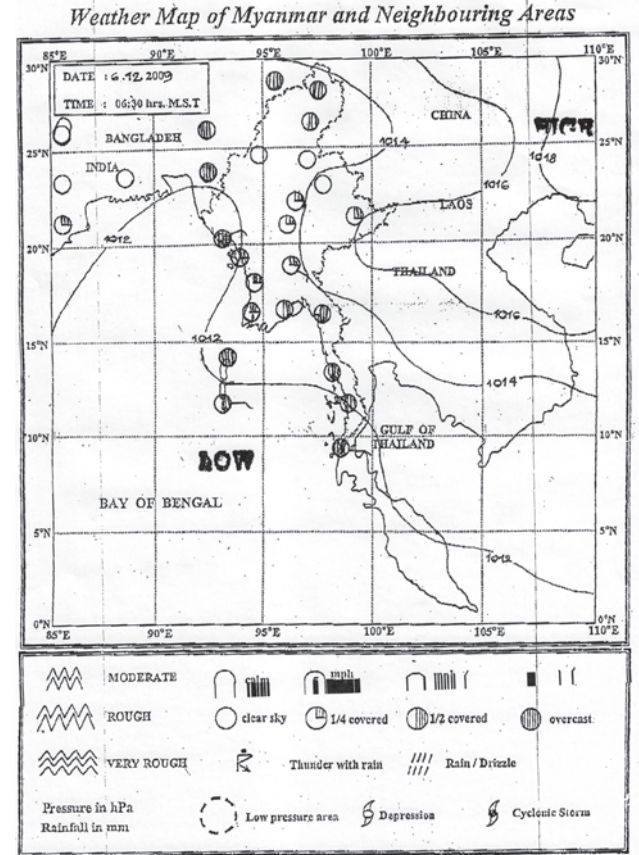 Weather Map of Myanmar and Neighbouring Areas
85°E 90°E 95°E 100°E 105°E 110°E
30°N 30°N
DATE : 6.12.2009
TIME : 06:30 hrs. M.S.T
CHINA
BANGLADEH
HIGH
1014
25°N 25°N
INDIA
1018
1016
LAOS
1012
20°N 20°N
THAILAND
1016
1012
15°N 15°N
1014
GULF OF
THAILAND
10°N 10°N
LOW
BAY OF BENGAL
5°N 5°N
1012
0°N 0°N
85°E 90°E 95°E 100°E 105°E 110°E
MODERATE calm mph
ROUGH clear sky 1/4 covered 1/2 covered overcast
VERY ROUGH Thunder with rain Rain / Drizzle
Pressure in hPa
Rainfall in mm
Low pressure area Depression Cyclonic Storm